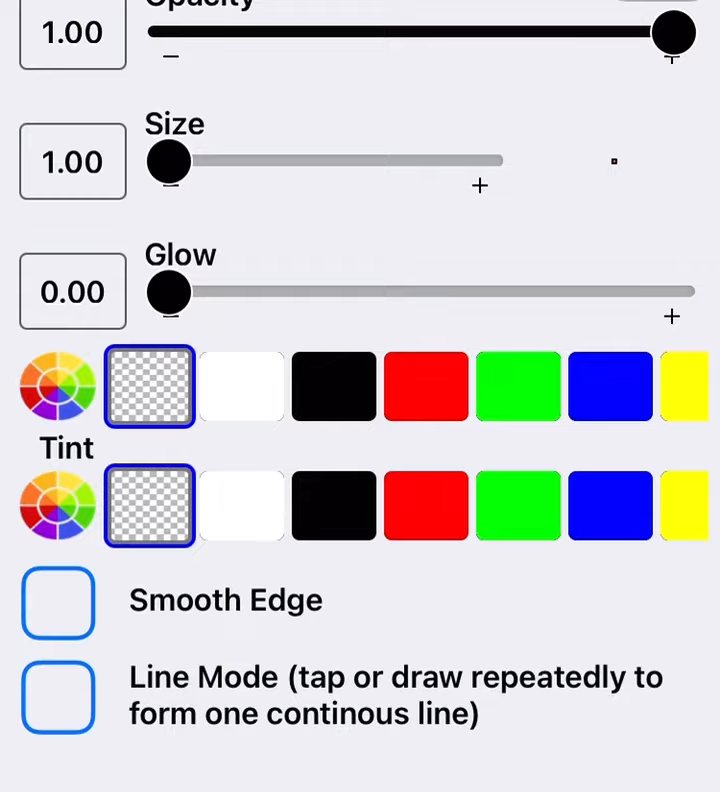 Opacity
1.00
−
+
Size
1.00
−
+
Glow
0.00
−
+
Tint
Smooth Edge
Line Mode (tap or draw repeatedly to
form one continous line)